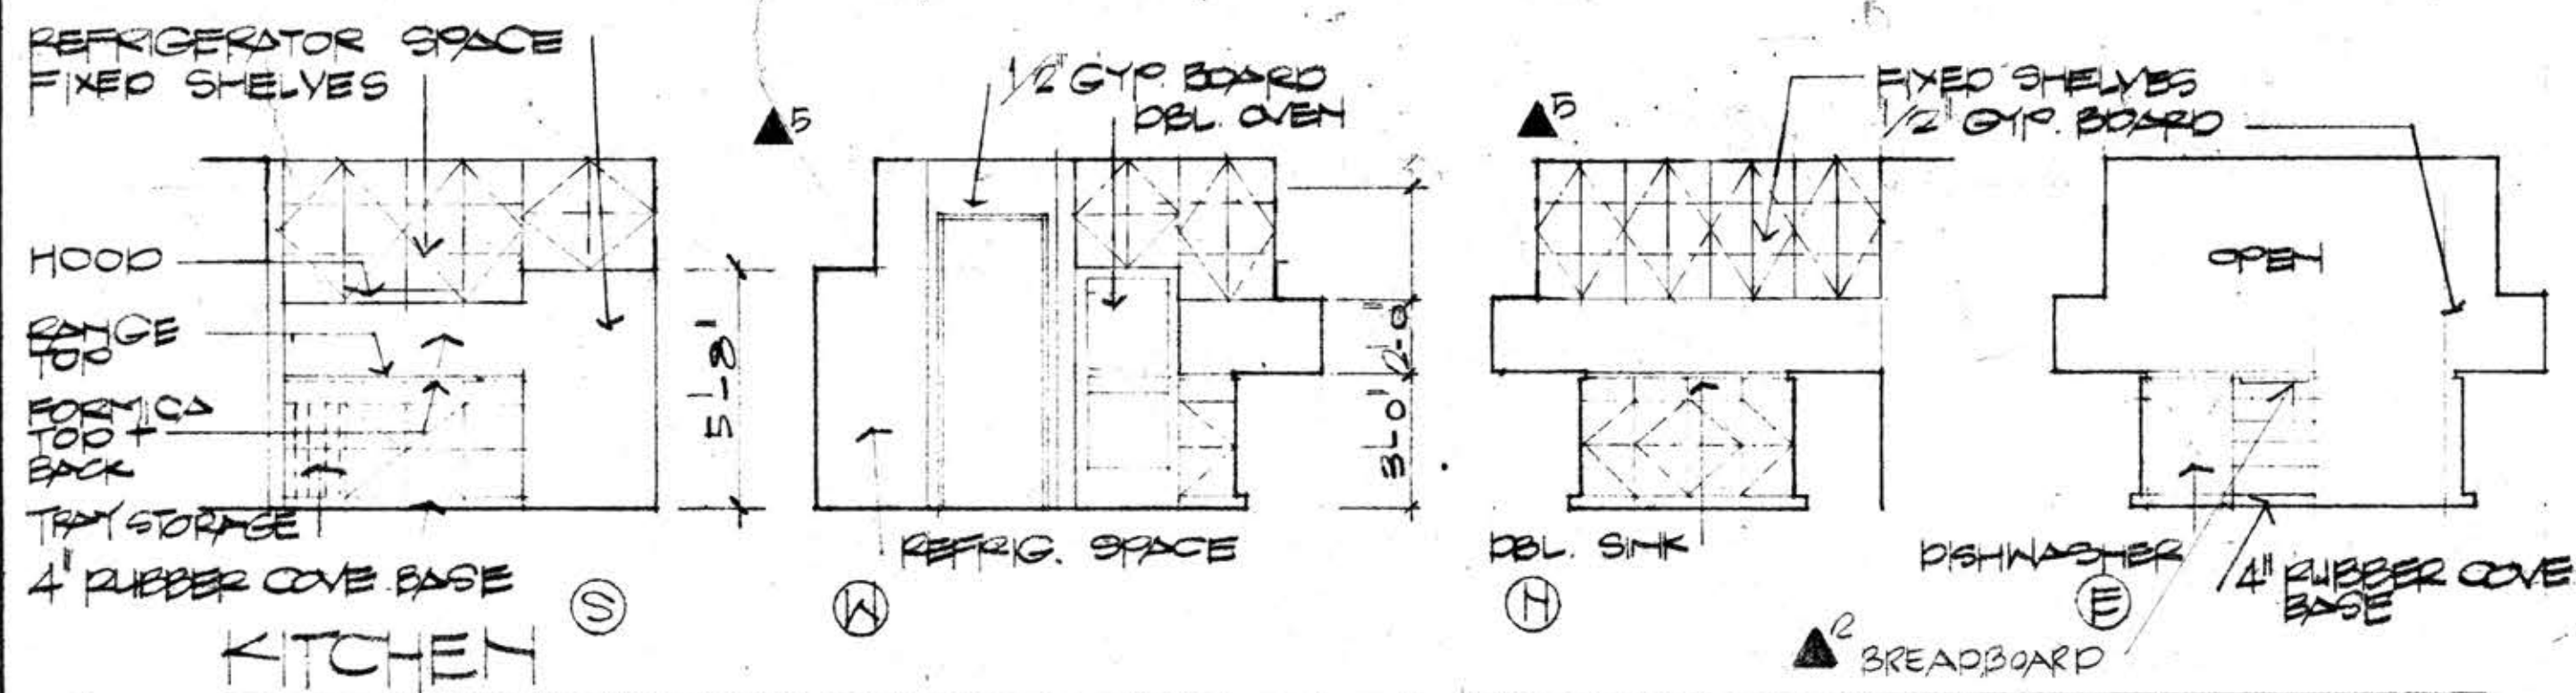 REFRIGERATOR SPACE
FIXED SHELVES
HOOD
RANGE
TOP
FORMICA
TOP +
BACK
TRAY STORAGE
4" RUBBER COVE BASE
S
KITCHEN
5'-8"
5
1/2" GYP. BOARD
DBL. OVEN
REFRIG. SPACE
W
2'-0"
3'-0"
5
FIXED SHELVES
1/2" GYP. BOARD
DBL. SINK
N
OPEN
DISHWASHER
E
4" RUBBER COVE
BASE
2
BREADBOARD